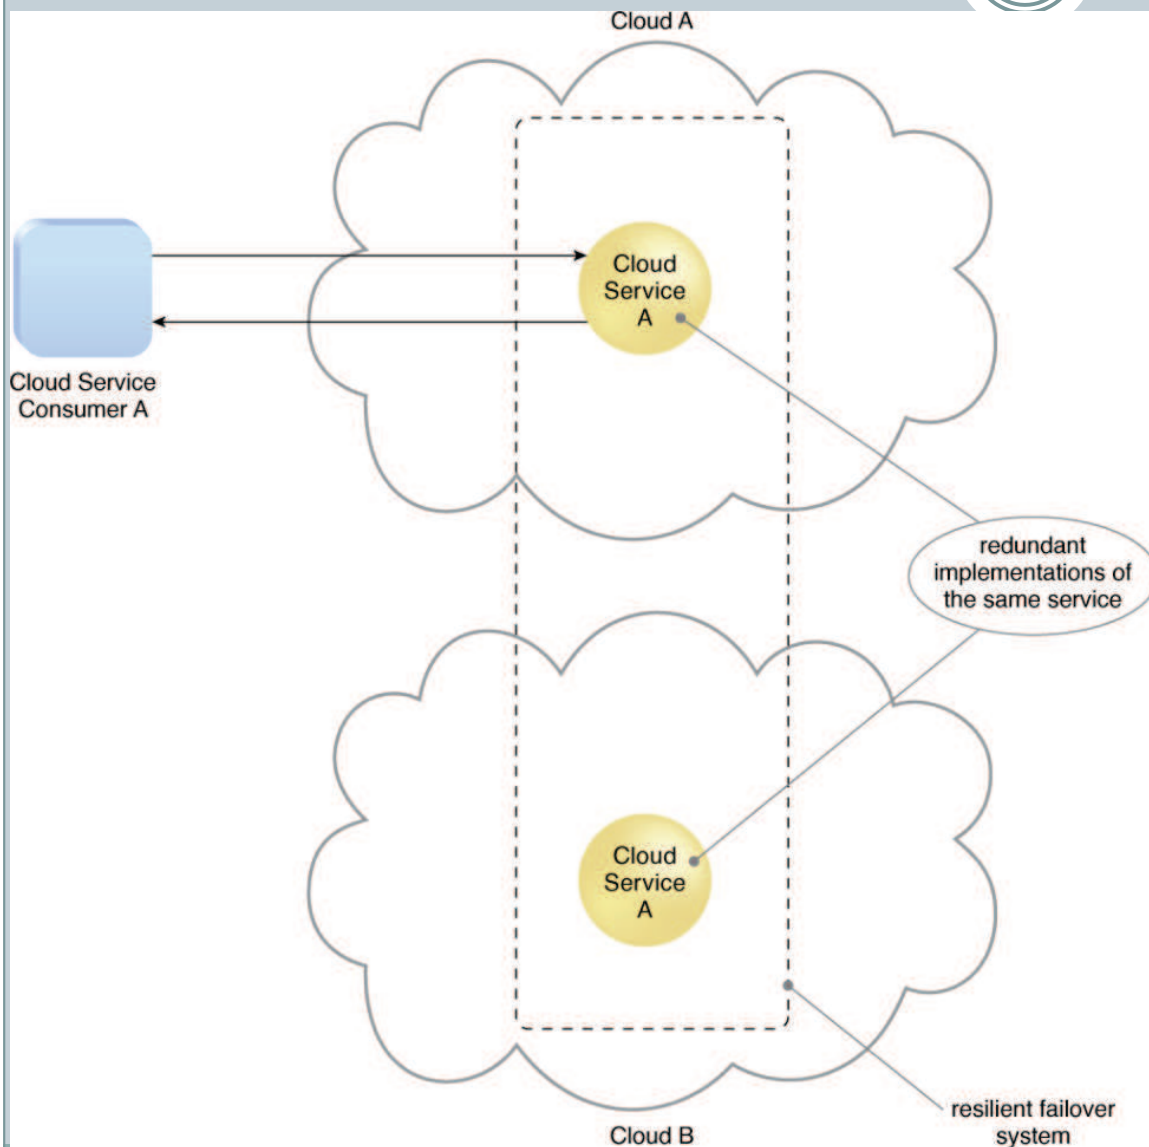 Cloud A
Cloud
Service
A
Cloud Service
Consumer A
redundant
implementations of
the same service
Cloud
Service
A
resilient failover
system
Cloud B